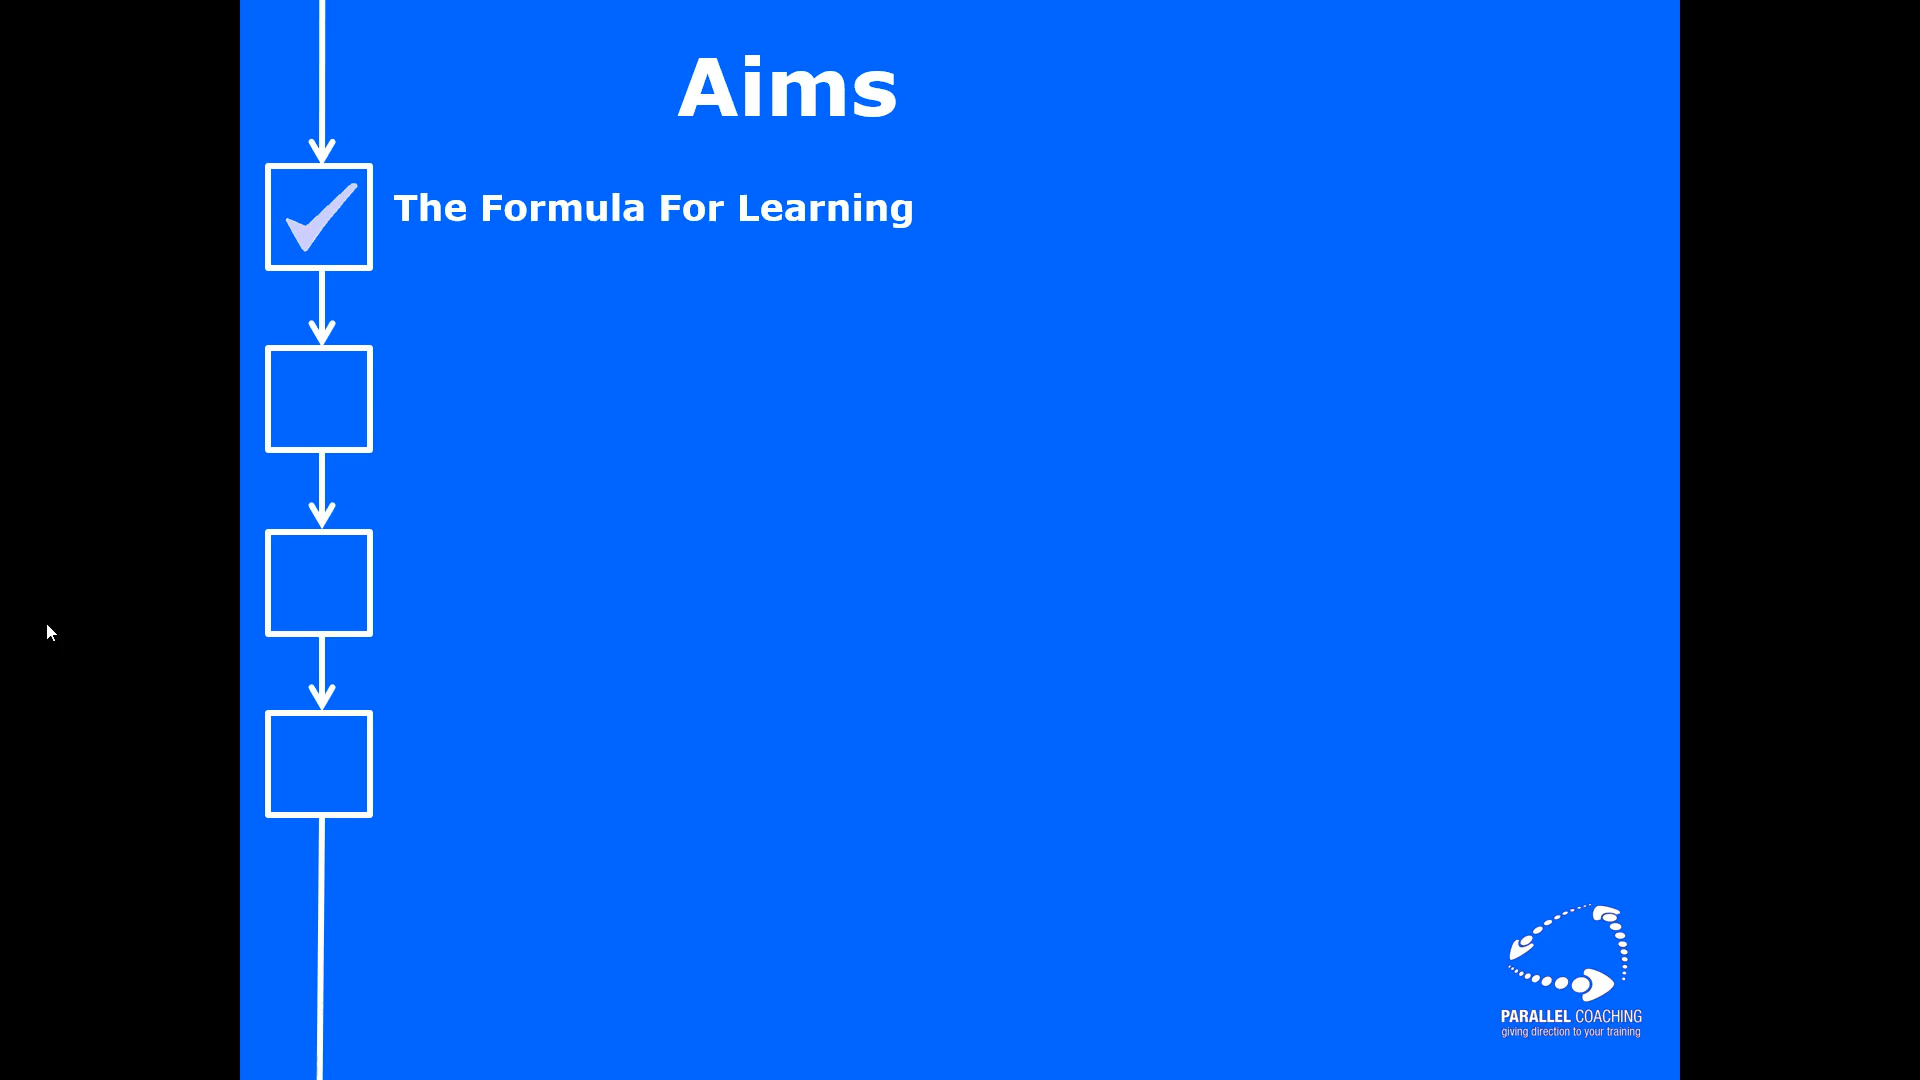 Aims
The Formula For Learning
PARALLEL COACHING
giving direction to your training